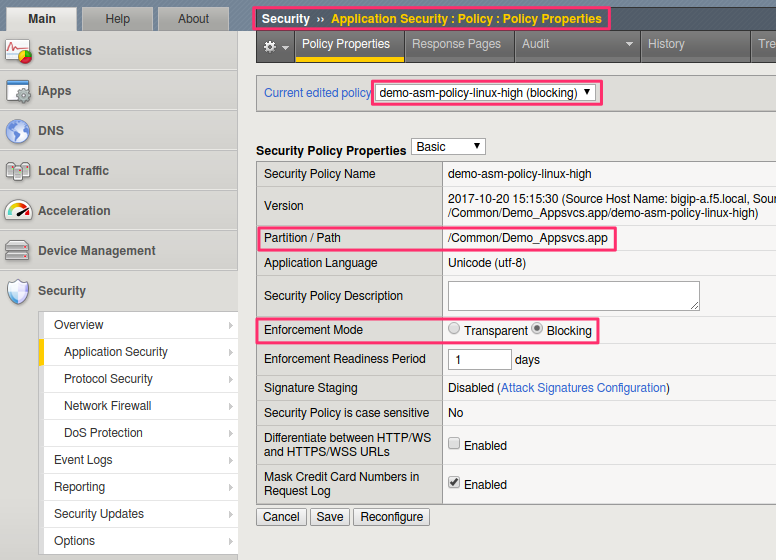 Main
Help
About
Statistics
iApps
DNS
Local Traffic
Acceleration
Device Management
Security
Overview
Application Security
Protocol Security
Network Firewall
DoS Protection
Event Logs
Reporting
Security Updates
Options
Security ›› Application Security : Policy : Policy Properties
Policy Properties
Response Pages
Audit
History
Tre
Current edited policy demo-asm-policy-linux-high (blocking)
Security Policy Properties Basic
Security Policy Name demo-asm-policy-linux-high
Version 2017-10-20 15:15:30 (Source Host Name: bigip-a.f5.local, Sou
/Common/Demo_Appsvcs.app/demo-asm-policy-linux-high)
Partition / Path /Common/Demo_Appsvcs.app
Application Language Unicode (utf-8)
Security Policy Description
Enforcement Mode Transparent Blocking
Enforcement Readiness Period 1 days
Signature Staging Disabled (Attack Signatures Configuration)
Security Policy is case sensitive No
Differentiate between HTTP/WS
and HTTPS/WSS URLs Enabled
Mask Credit Card Numbers in
Request Log Enabled
Cancel Save Reconfigure